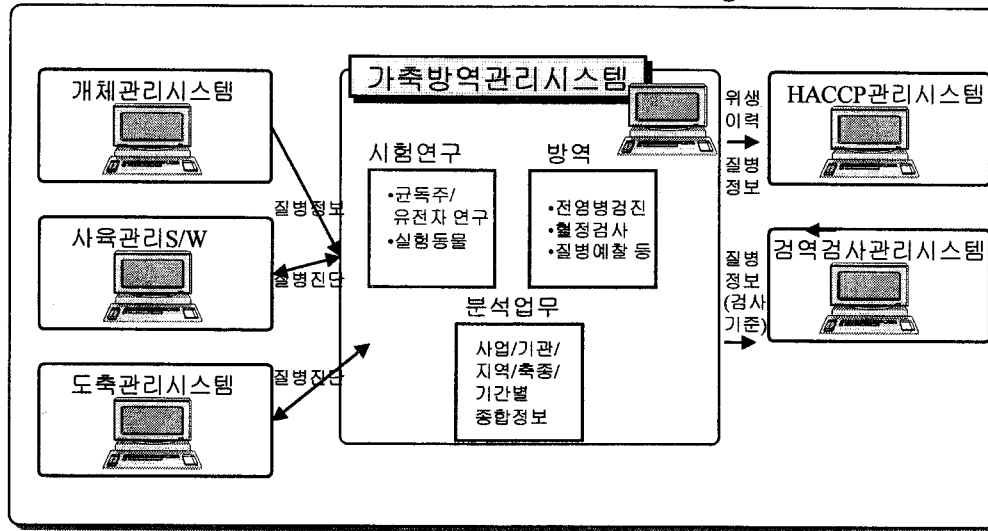 가축방역관리시스템
개체관리시스템
사육관리S/W
도축관리시스템
질병정보
질병진단
질병진단
시험연구
•균독주/
유전자 연구
•실험동물
방역
•전염병검진
•혈정검사
•질병예찰 등
분석업무
사업/기관/
지역/축종/
기간별
종합정보
위생
이력
질병
정보
HACCP관리시스템
질병
정보
(검사
기준)
검역검사관리시스템